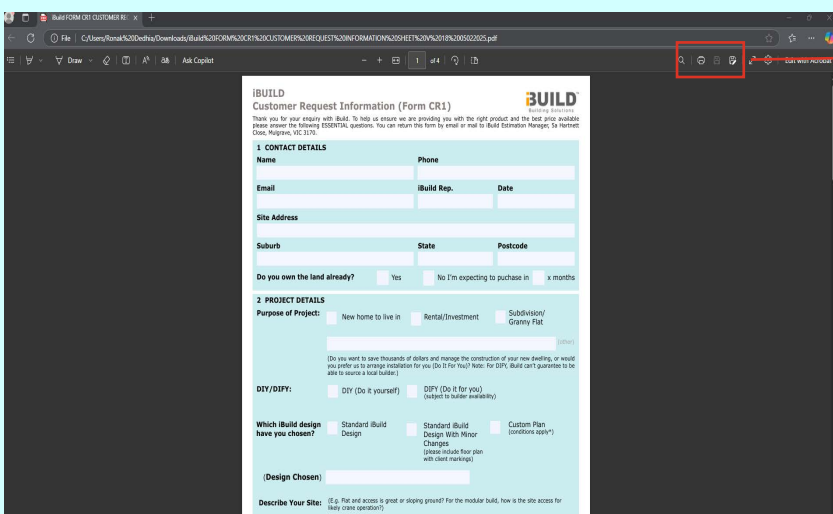 iBuild FORM CR1 CUSTOMER REC
File C:/Users/Ronak%20Dedhia/Downloads/iBuild%20FORM%20CR1%20CUSTOMER%20REQUEST%20INFORMATION%20SHEET%20V%2018%2005022025.pdf
Draw Ask Copilot 1 of 4 Edit with Acrobat
iBUILD
Customer Request Information (Form CR1)
iBUILD
Building Solutions
Thank you for your enquiry with iBuild. To help us ensure we are providing you with the right product and the best price available
please answer the following ESSENTIAL questions. You can return this form by email or mail to iBuild Estimation Manager, 5a Hartnett
Close, Mulgrave, VIC 3170.
1 CONTACT DETAILS
Name Phone
Email iBuild Rep. Date
Site Address
Suburb State Postcode
Do you own the land already? Yes No I'm expecting to puchase in x months
2 PROJECT DETAILS
Purpose of Project: New home to live in Rental/Investment Subdivision/
Granny Flat
(other)
(Do you want to save thousands of dollars and manage the construction of your new dwelling, or would
you prefer us to arrange installation for you (Do It For You)? Note: For DIFY, iBuild can't guarantee to be
able to source a local builder.)
DIY/DIFY: DIY (Do it yourself) DIFY (Do it for you)
(subject to builder availability)
Which iBuild design
have you chosen?
Standard iBuild
Design
Standard iBuild
Design With Minor
Changes
(please include floor plan
with client markings)
Custom Plan
(conditions apply*)
(Design Chosen)
Describe Your Site: (E.g. Flat and access is great or sloping ground? For the modular build, how is the site access for
likely crane operation?)